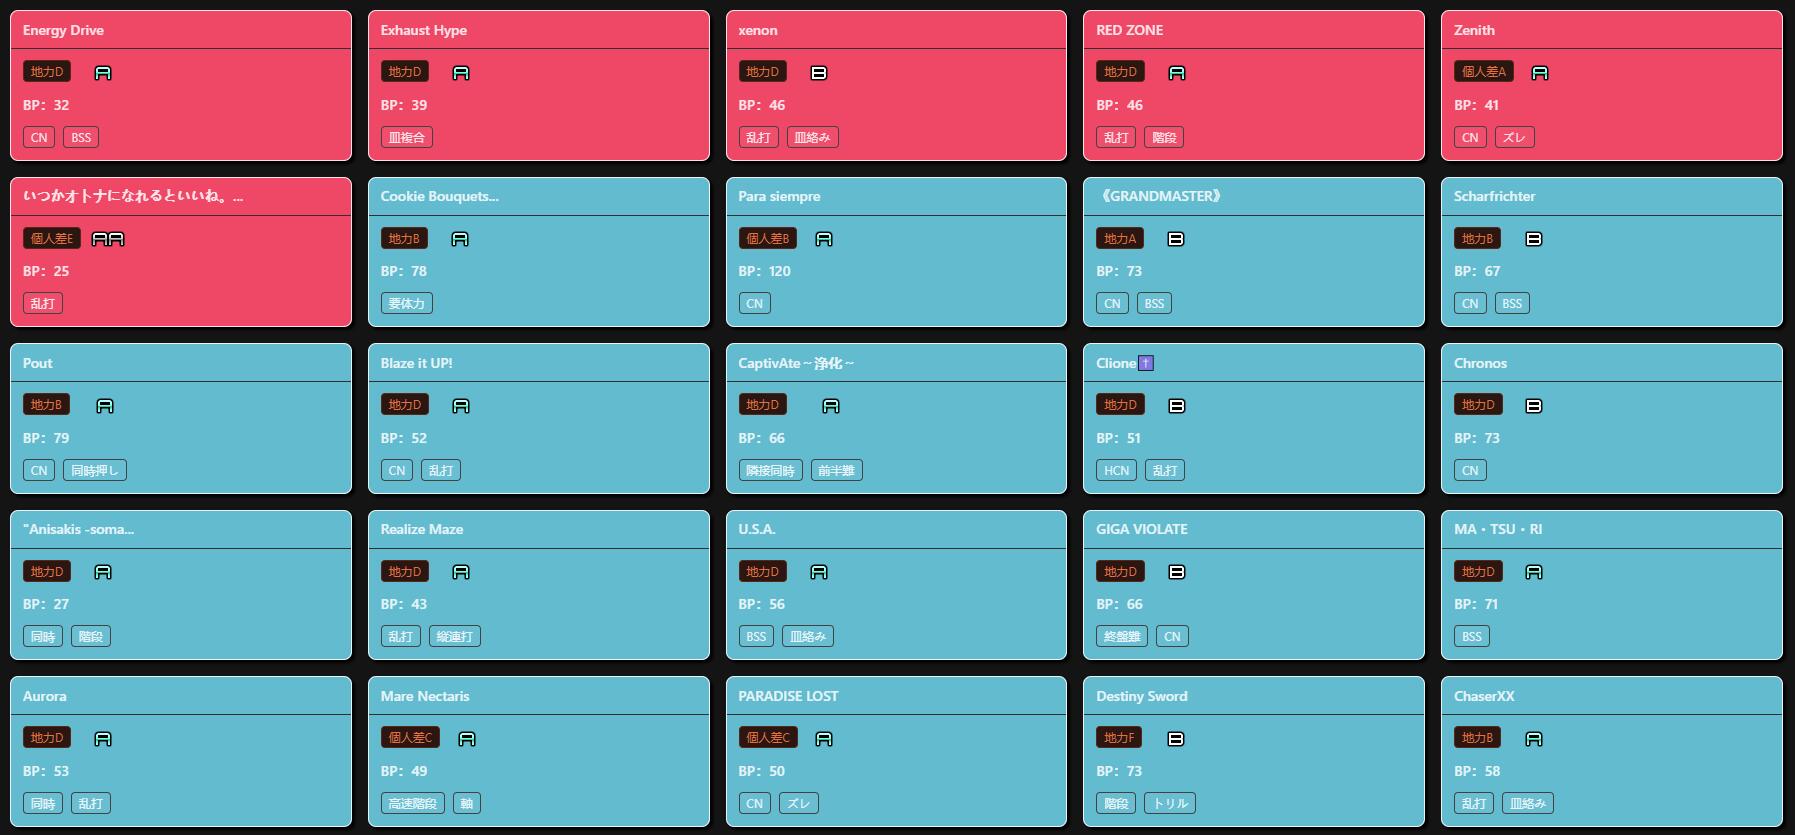 Energy Drive
地力D A
BP: 32
CN BSS
Exhaust Hype
地力D A
BP: 39
皿複合
xenon
地力D B
BP: 46
乱打 皿絡み
RED ZONE
地力D A
BP: 46
乱打 階段
Zenith
個人差A A
BP: 41
CN ズレ
いつかオトナになれるといいね。...
個人差E AA
BP: 25
乱打
Cookie Bouquets...
地力B A
BP: 78
要体力
Para siempre
個人差B A
BP: 120
CN
《GRANDMASTER》
地力A B
BP: 73
CN BSS
Scharfrichter
地力B B
BP: 67
CN BSS
Pout
地力B A
BP: 79
CN 同時押し
Blaze it UP!
地力D A
BP: 52
CN 乱打
CaptivAte～浄化～
地力D A
BP: 66
隣接同時 前半難
Clione✝
地力D B
BP: 51
HCN 乱打
Chronos
地力D B
BP: 73
CN
"Anisakis -soma...
地力D A
BP: 27
同時 階段
Realize Maze
地力D A
BP: 43
乱打 縦連打
U.S.A.
地力D A
BP: 56
BSS 皿絡み
GIGA VIOLATE
地力D B
BP: 66
終盤難 CN
MA・TSU・RI
地力D A
BP: 71
BSS
Aurora
地力D A
BP: 53
同時 乱打
Mare Nectaris
個人差C A
BP: 49
高速階段 軸
PARADISE LOST
個人差C A
BP: 50
CN ズレ
Destiny Sword
地力F B
BP: 73
階段 トリル
ChaserXX
地力B A
BP: 58
乱打 皿絡み